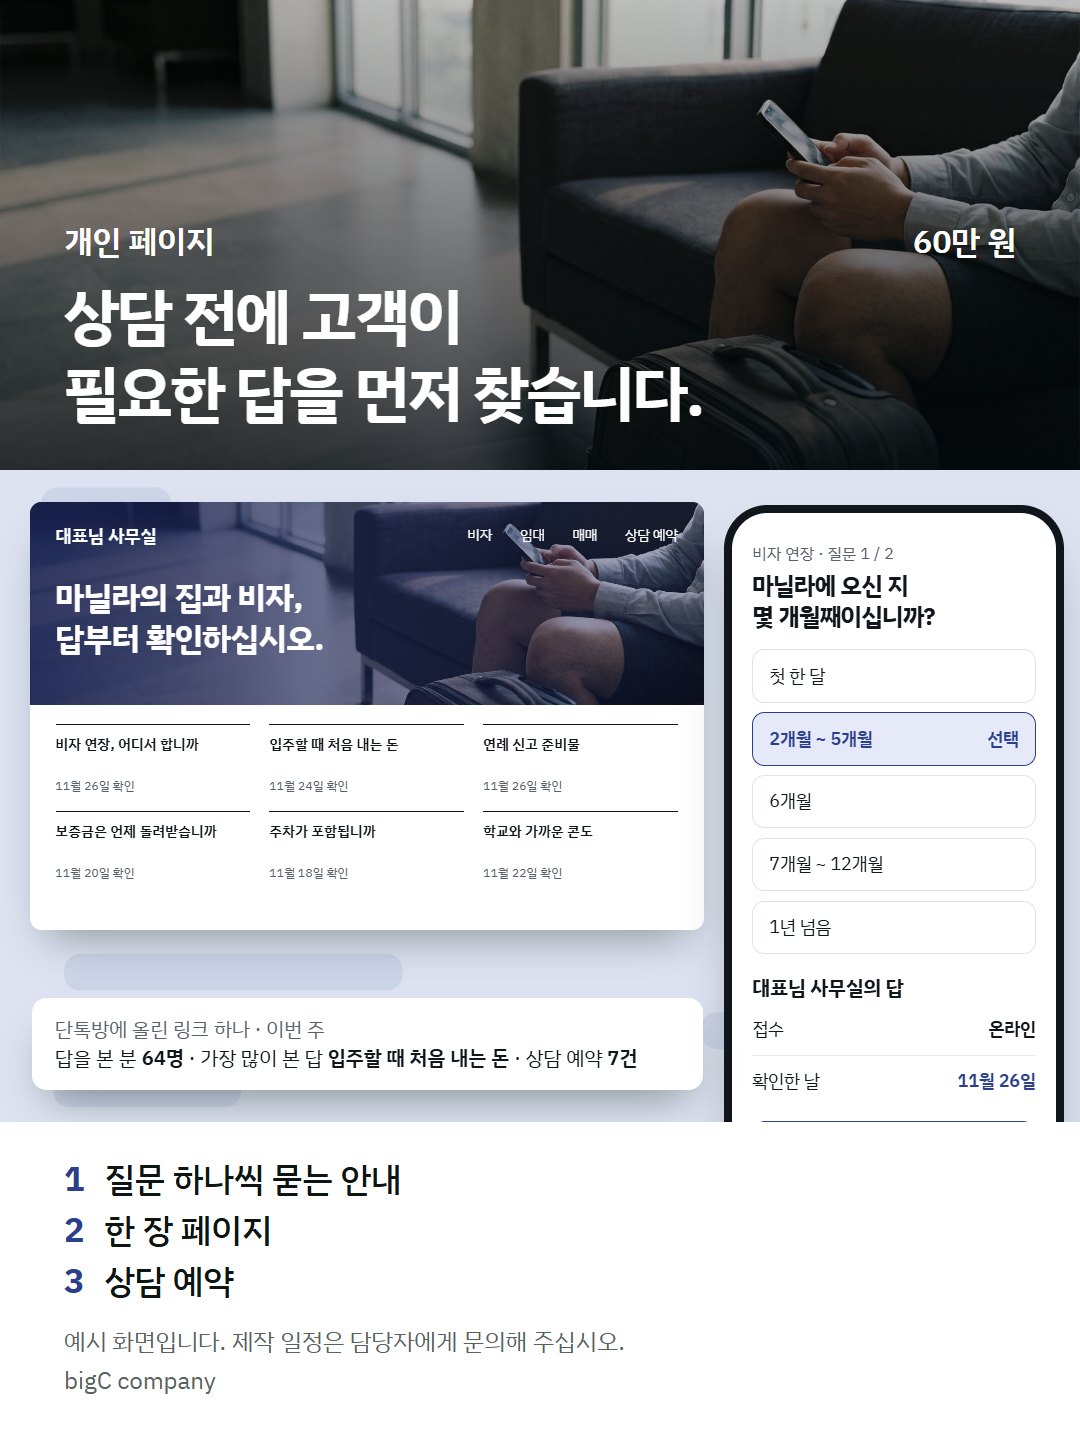 개인 페이지
60만 원
상담 전에 고객이
필요한 답을 먼저 찾습니다.
대표님 사무실
비자 임대 매매 상담 예약
마닐라의 집과 비자,
답부터 확인하십시오.
비자 연장, 어디서 합니까
입주할 때 처음 내는 돈
연례 신고 준비물
11월 26일 확인
11월 24일 확인
11월 26일 확인
보증금은 언제 돌려받습니까
주차가 포함됩니까
학교와 가까운 콘도
11월 20일 확인
11월 18일 확인
11월 22일 확인
단톡방에 올린 링크 하나 · 이번 주
답을 본 분 64명 · 가장 많이 본 답 입주할 때 처음 내는 돈 · 상담 예약 7건
비자 연장 · 질문 1 / 2
마닐라에 오신 지
몇 개월째이십니까?
첫 한 달
2개월 ~ 5개월 선택
6개월
7개월 ~ 12개월
1년 넘음
대표님 사무실의 답
접수 온라인
확인한 날 11월 26일
1 질문 하나씩 묻는 안내
2 한 장 페이지
3 상담 예약
예시 화면입니다. 제작 일정은 담당자에게 문의해 주십시오.
bigC company